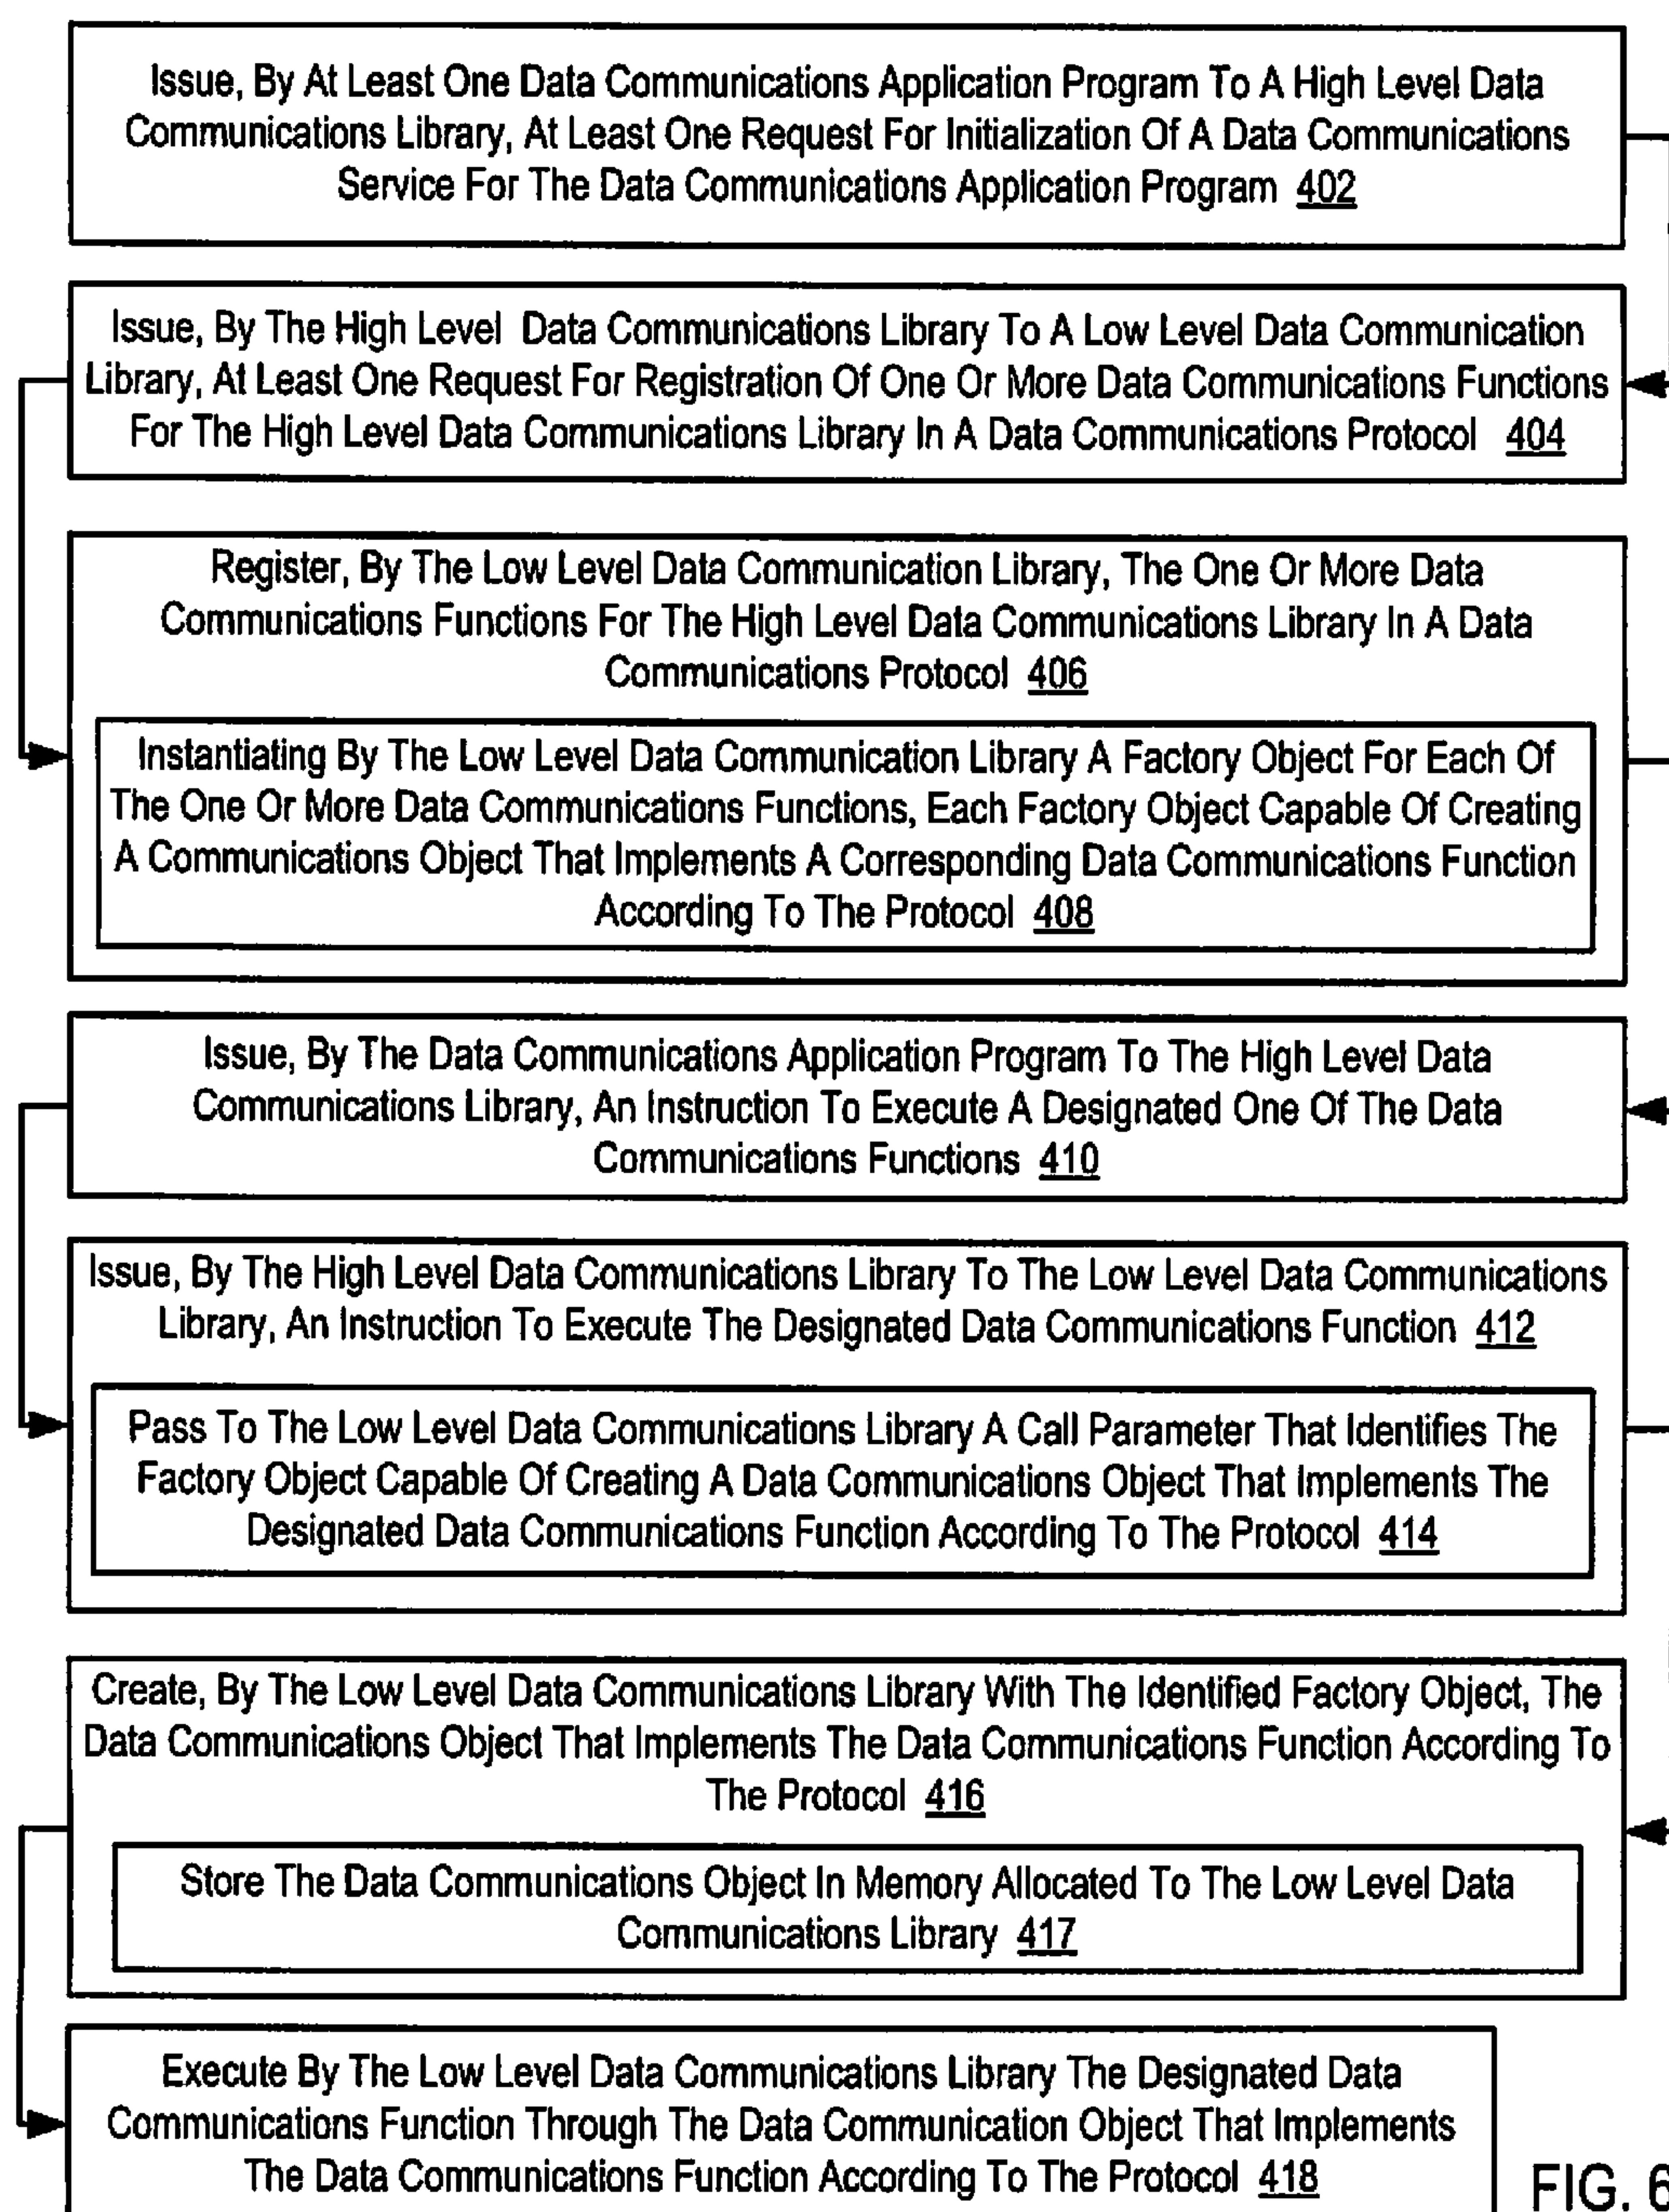 Issue, By At Least One Data Communications Application Program To A High Level Data
Communications Library, At Least One Request For Initialization Of A Data Communications
Service For The Data Communications Application Program 402
Issue, By The High Level Data Communications Library To A Low Level Data Communication
Library, At Least One Request For Registration Of One Or More Data Communications Functions
For The High Level Data Communications Library In A Data Communications Protocol 404
Register, By The Low Level Data Communication Library, The One Or More Data
Communications Functions For The High Level Data Communications Library In A Data
Communications Protocol 406
Instantiating By The Low Level Data Communication Library A Factory Object For Each Of
The One Or More Data Communications Functions, Each Factory Object Capable Of Creating
A Communications Object That Implements A Corresponding Data Communications Function
According To The Protocol 408
Issue, By The Data Communications Application Program To The High Level Data
Communications Library, An Instruction To Execute A Designated One Of The Data
Communications Functions 410
Issue, By The High Level Data Communications Library To The Low Level Data Communications
Library, An Instruction To Execute The Designated Data Communications Function 412
Pass To The Low Level Data Communications Library A Call Parameter That Identifies The
Factory Object Capable Of Creating A Data Communications Object That Implements The
Designated Data Communications Function According To The Protocol 414
Create, By The Low Level Data Communications Library With The Identified Factory Object, The
Data Communications Object That Implements The Data Communications Function According To
The Protocol 416
Store The Data Communications Object In Memory Allocated To The Low Level Data
Communications Library 417
Execute By The Low Level Data Communications Library The Designated Data
Communications Function Through The Data Communication Object That Implements
The Data Communications Function According To The Protocol 418
FIG. 6